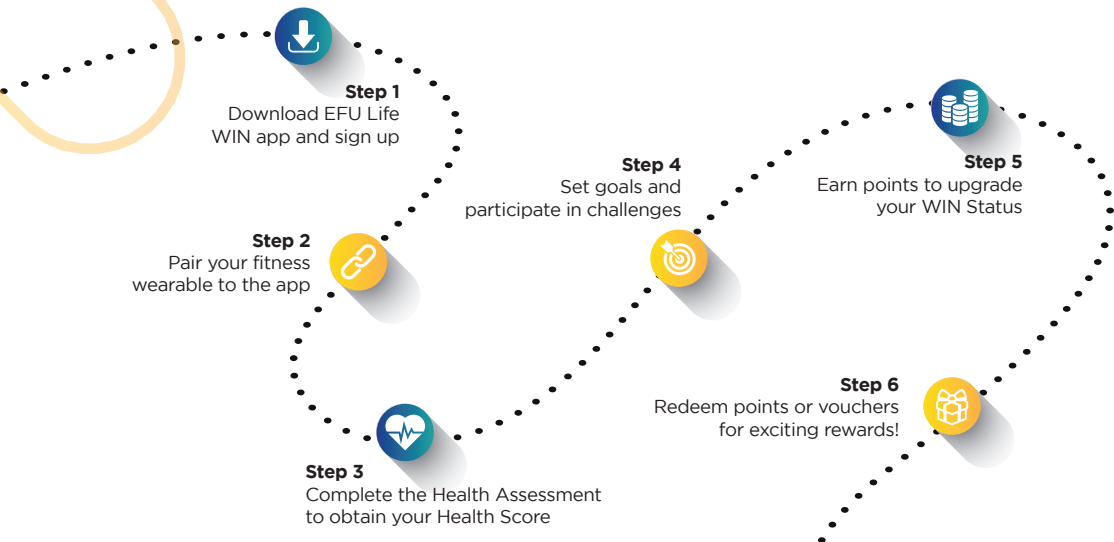 Step 1
Download EFU Life
WIN app and sign up
Step 2
Pair your fitness
wearable to the app
Step 3
Complete the Health Assessment
to obtain your Health Score
Step 4
Set goals and
participate in challenges
Step 5
Earn points to upgrade
your WIN Status
Step 6
Redeem points or vouchers
for exciting rewards!